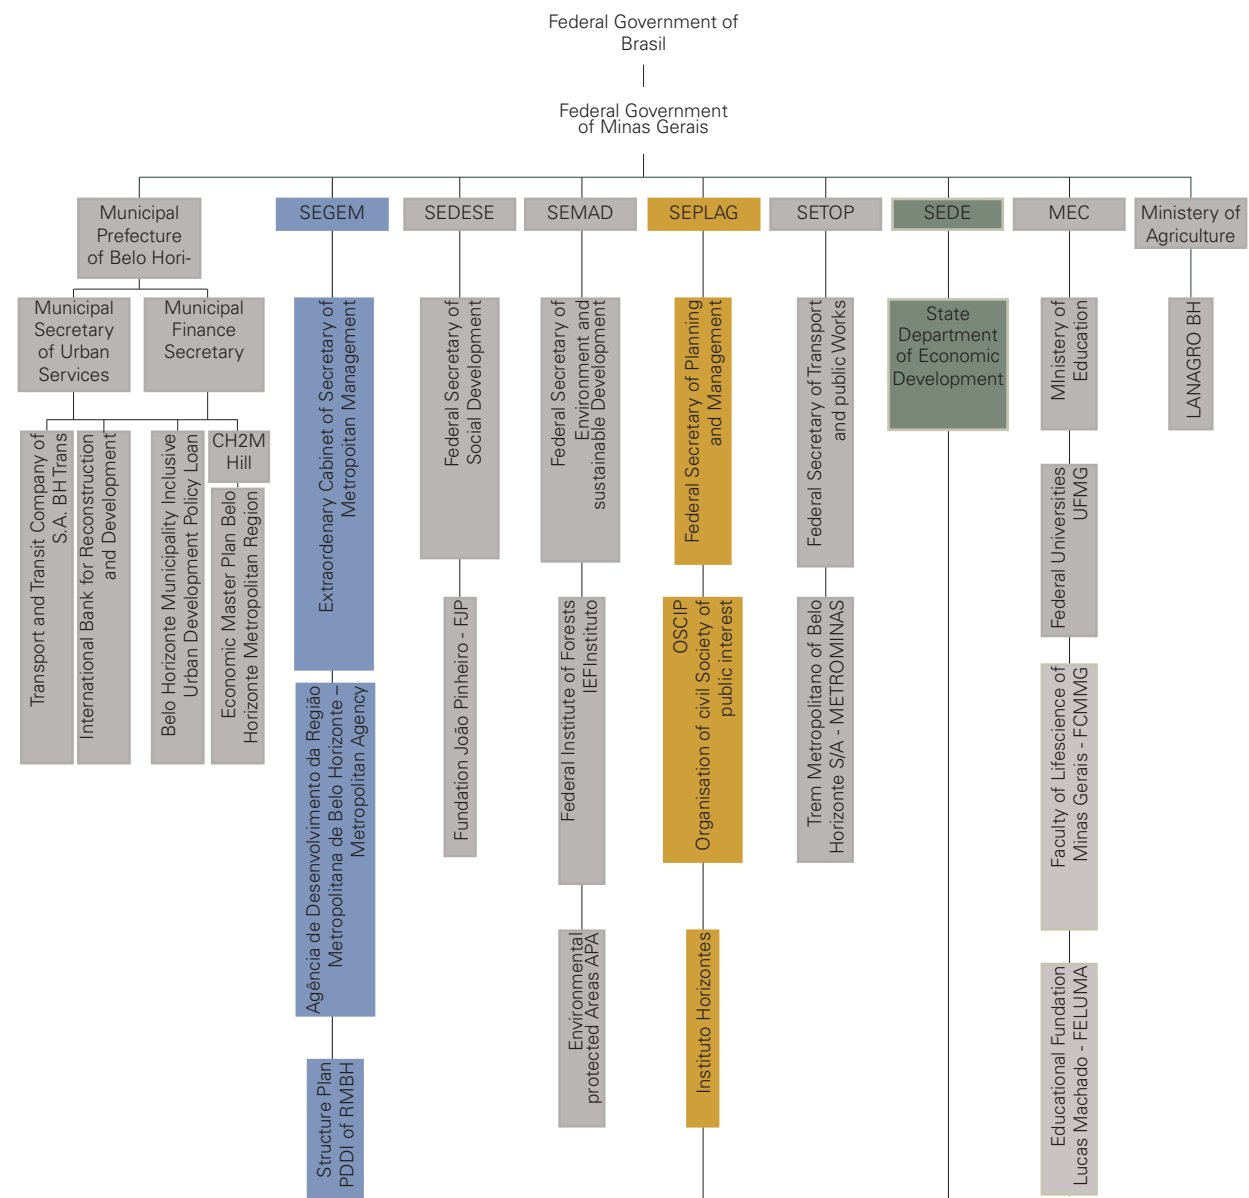 Federal Government of
Brasil
Federal Government
of Minas Gerais
Municipal
Prefecture
of Belo Hori-
SEGEM
SEDESE
SEMAD
SEPLAG
SETOP
SEDE
MEC
Ministery of
Agriculture
Municipal
Secretary
of Urban
Services
Municipal
Finance
Secretary
Transport and Transit Company of
S.A. BH Trans
International Bank for Reconstruction
and Development
Belo Horizonte Municipality Inclusive
Urban Development Policy Loan
CH2M
Hill
Economic Master Plan Belo
Horizonte Metropolitan Region
Extraordenary Cabinet of Secretary of
Metropoitan Management
Agência de Desenvolvimento da Região
Metropolitana de Belo Horizonte –
Metropolitan Agency
Structure Plan
PDDI of RMBH
Federal Secretary of
Social Development
Fundation João Pinheiro - FJP
Federal Secretary of
Environment and
sustainable Development
Federal Institute of Forests
IEFInstituto
Environmental
protected Areas APA
Federal Secretary of Planning
and Management
OSCIP
Organisation of civil Society of
public interest
Instituto Horizontes
Federal Secretary of Transport
and public Works
Trem Metropolitano of Belo
Horizonte S/A - METROMINAS
State
Department
of Economic
Development
MInistery of
Education
Federal Universities
UFMG
Faculty of Lifescience of
Minas Gerais - FCMMG
Educational Fundation
Lucas Machado - FELUMA
LANAGRO BH